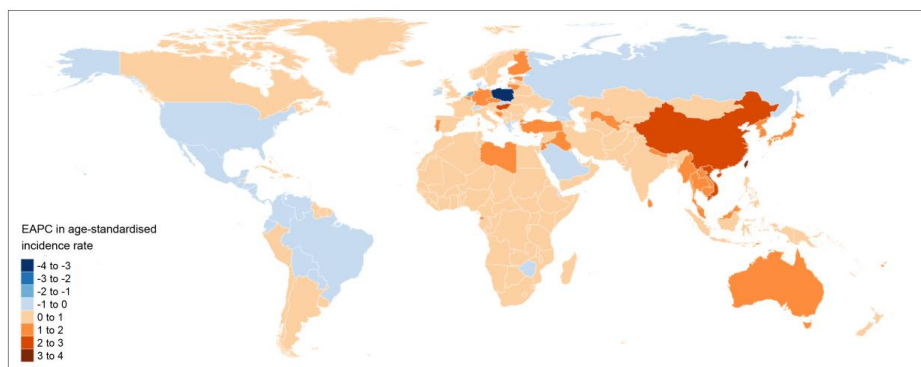 EAPC in age-standardised
incidence rate
-4 to -3
-3 to -2
-2 to -1
-1 to 0
0 to 1
1 to 2
2 to 3
3 to 4